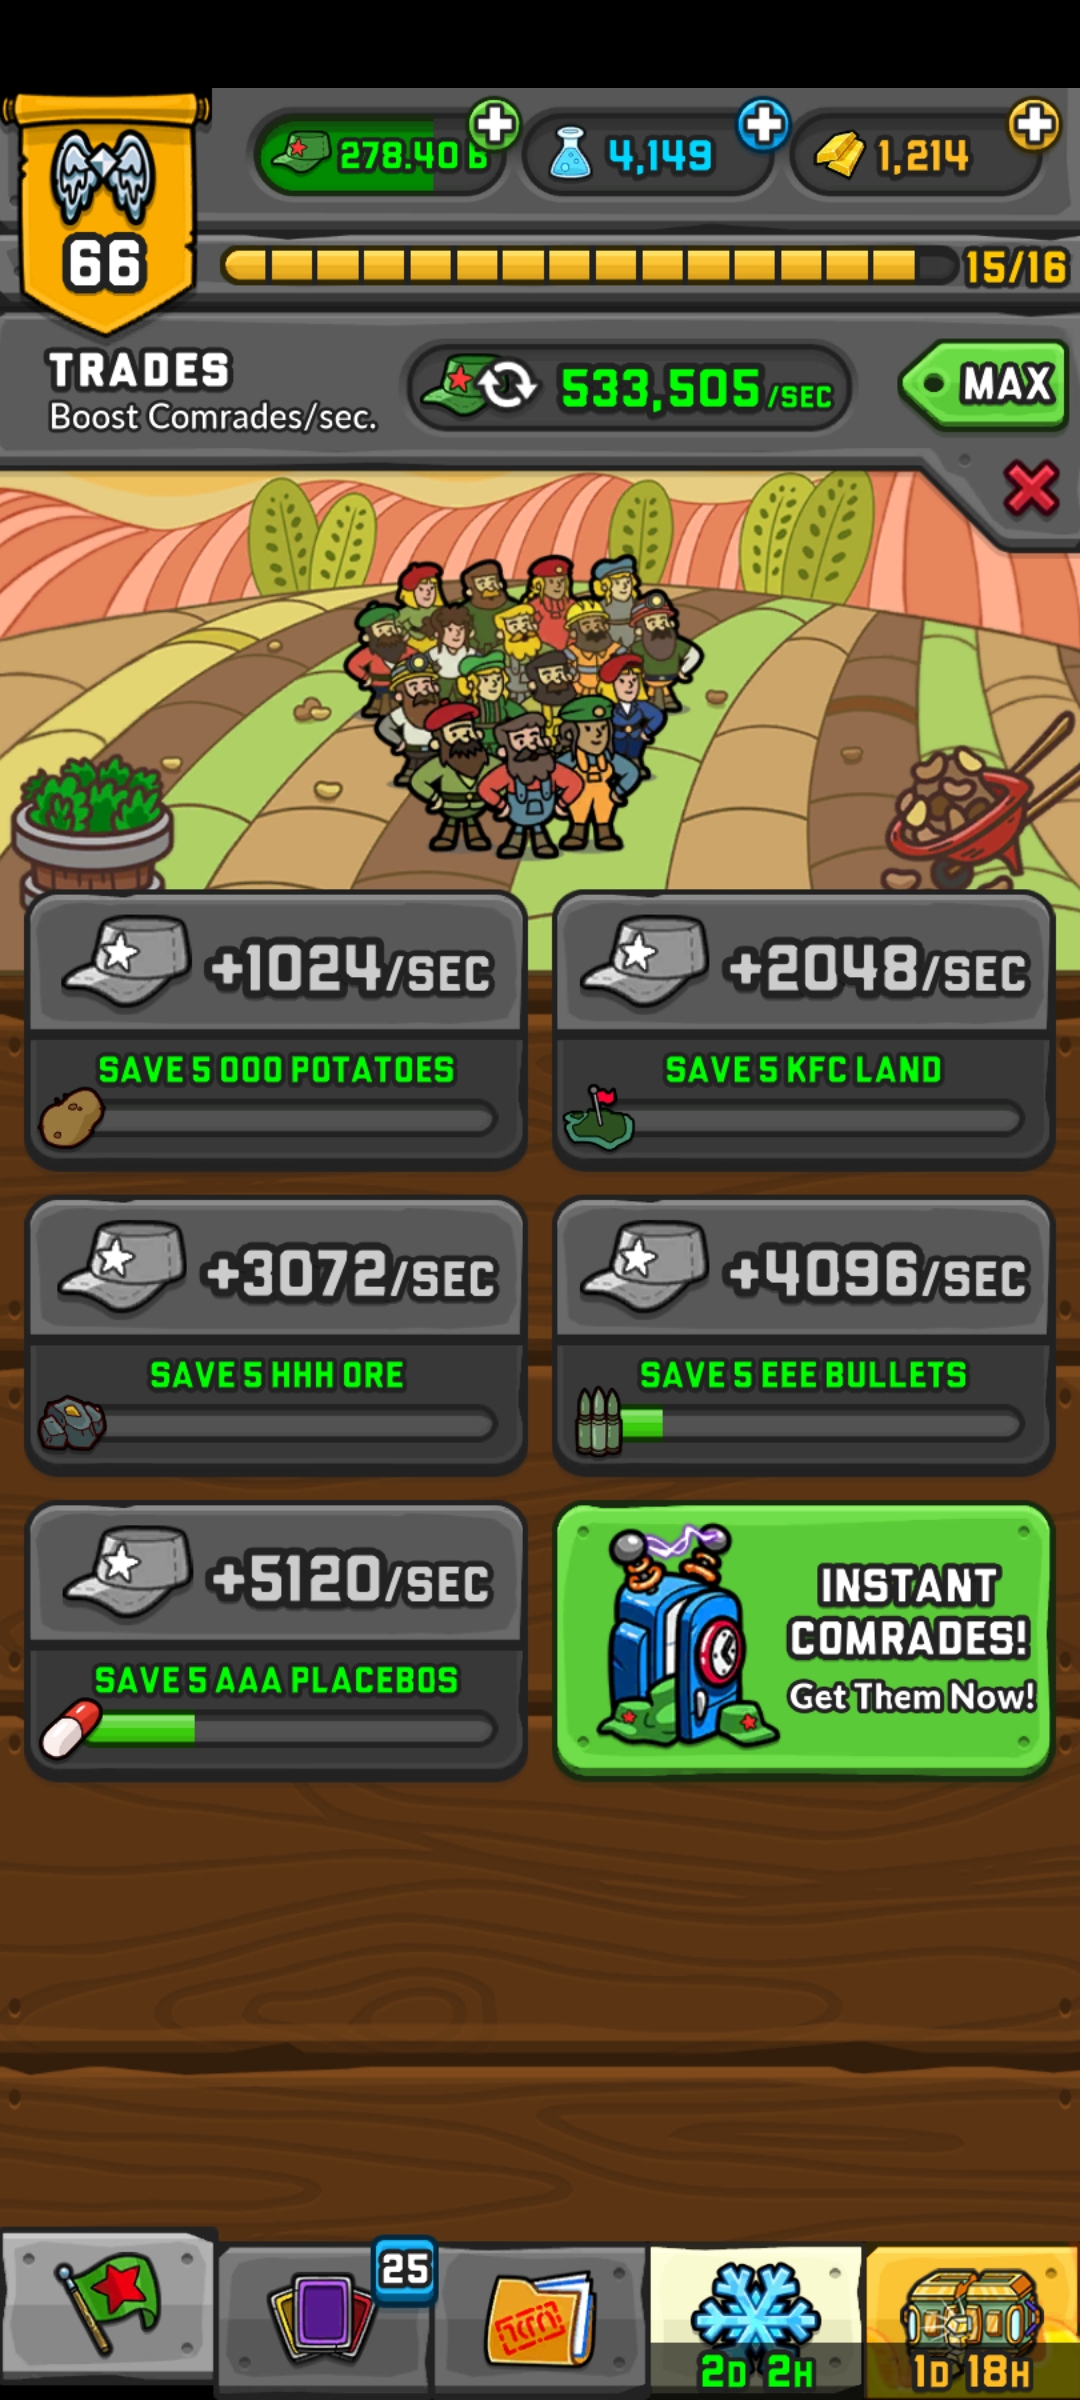 278.40 B
4,149
1,214
66
15/16
TRADES
Boost Comrades/sec.
533,505/SEC
MAX
+1024/SEC
SAVE 5 000 POTATOES
+2048/SEC
SAVE 5 KFC LAND
+3072/SEC
SAVE 5 HHH ORE
+4096/SEC
SAVE 5 EEE BULLETS
+5120/SEC
SAVE 5 AAA PLACEBOS
INSTANT
COMRADES!
Get Them Now!
25
2D 2H
1D 18H